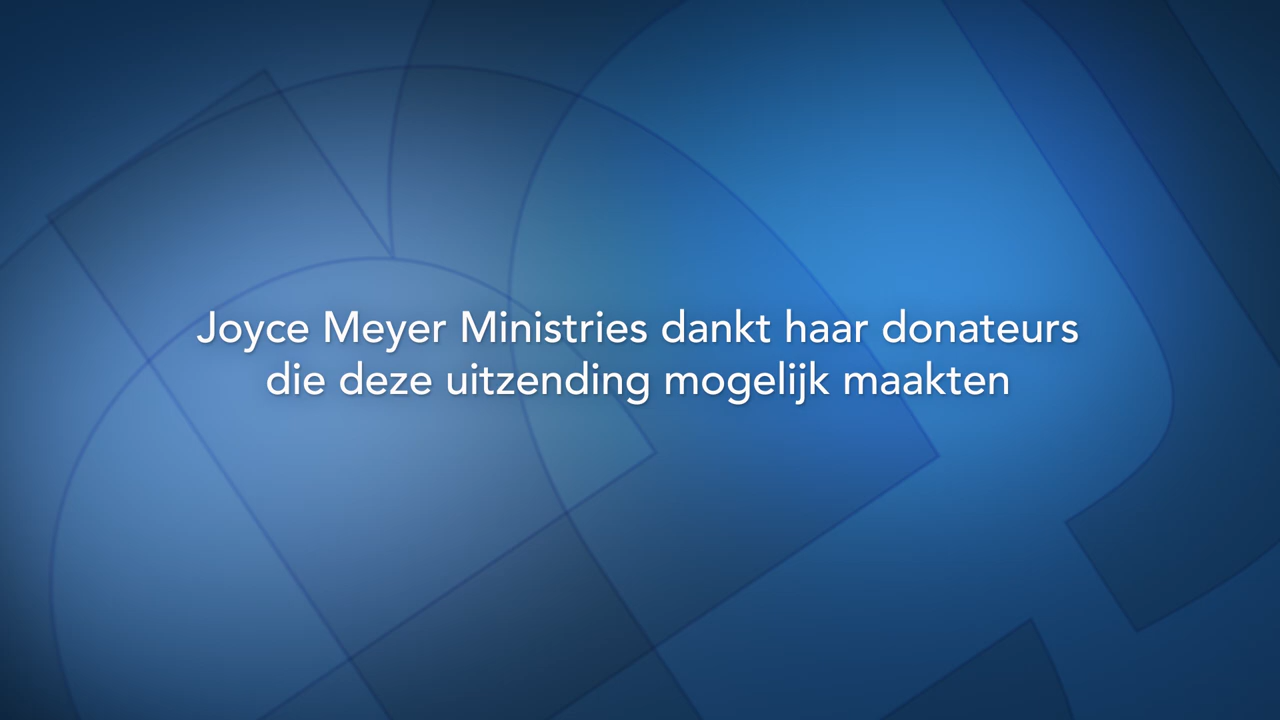 Joyce Meyer Ministries dankt haar donateurs
die deze uitzending mogelijk maakten